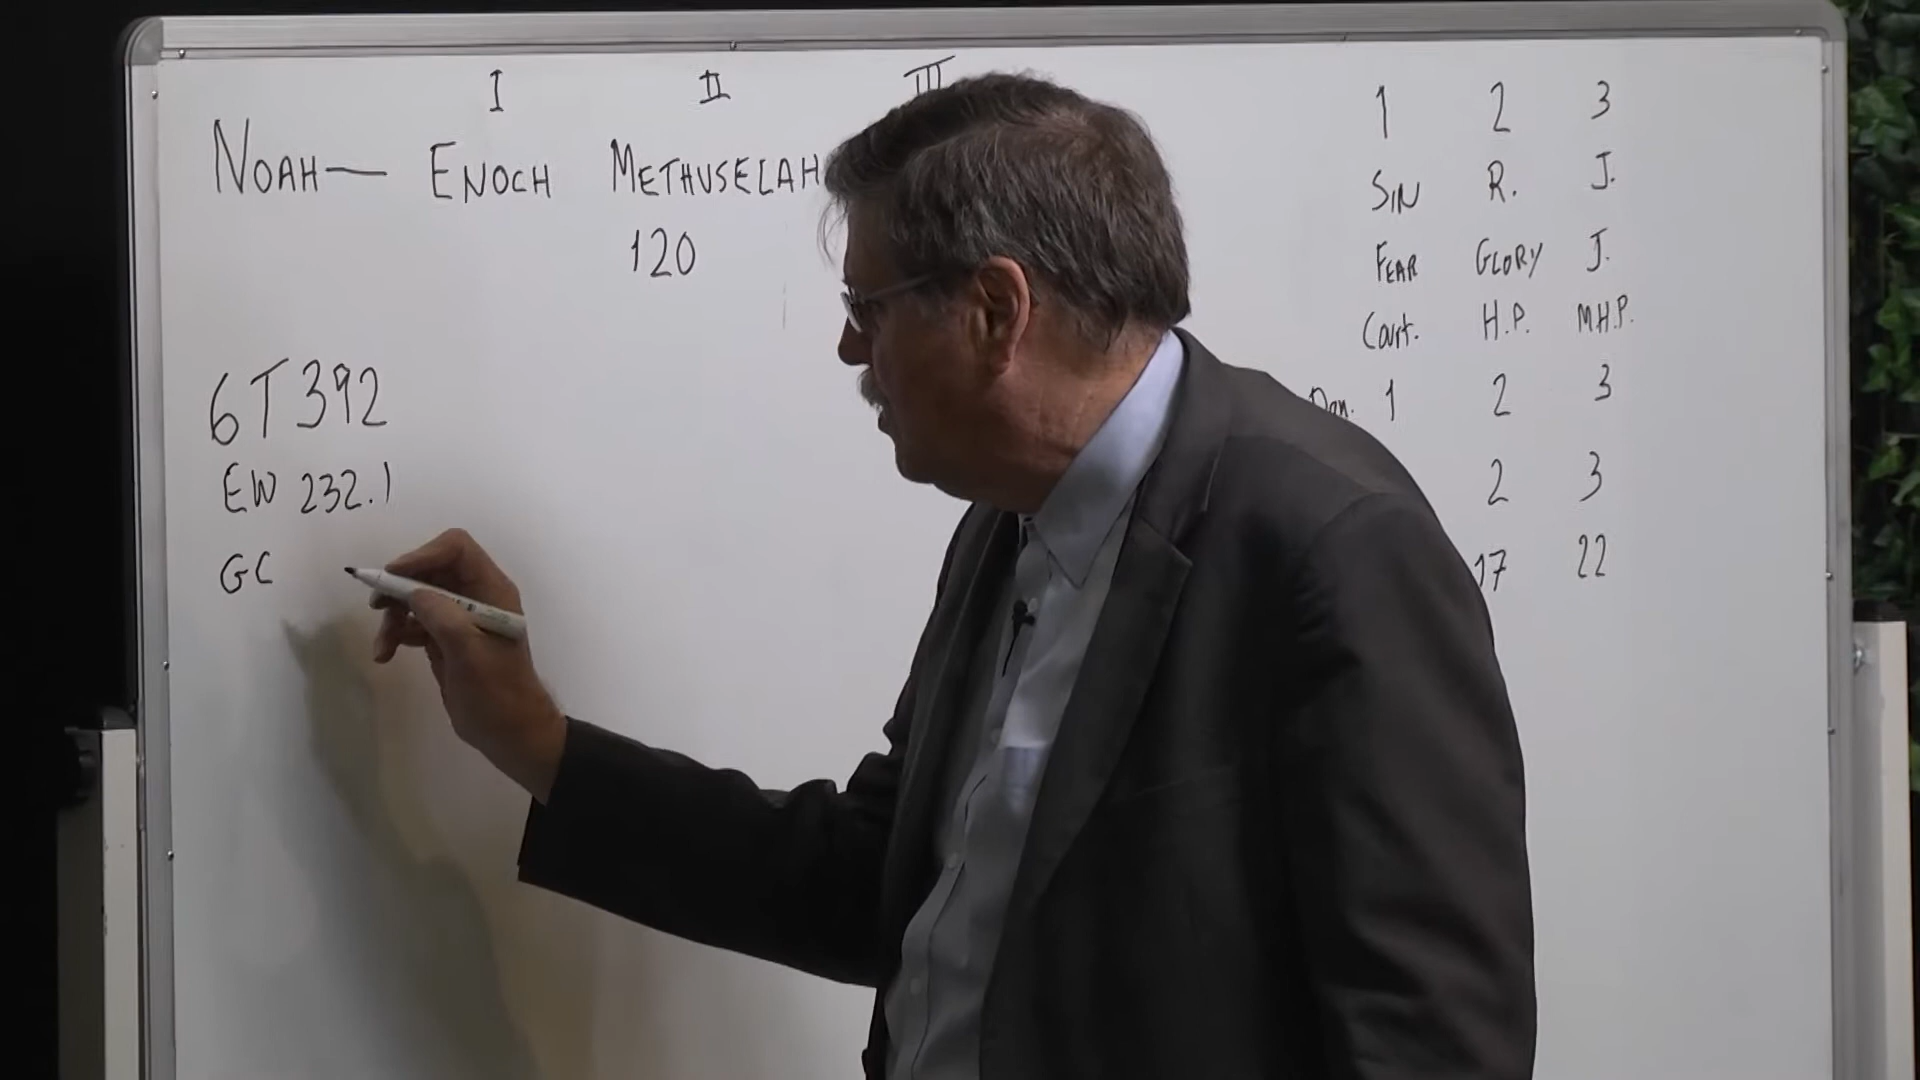 I II III
NOAH— ENOCH METHUSELAH
120
6T 392
EW 232.1
GC
1 2 3
SIN R. J.
FEAR GLORY J.
Court. H.P. M.H.P.
Dan. 1 2 3
2 3
17 22